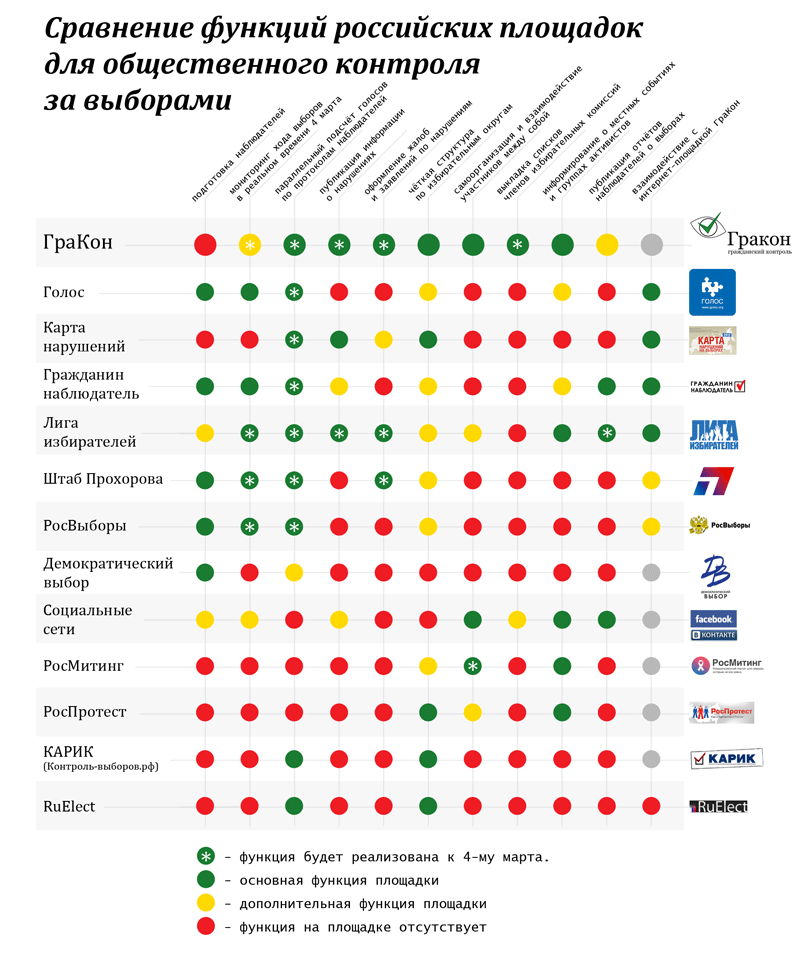 Сравнение функций российских площадок
для общественного контроля
за выборами
подготовка наблюдателей
мониторинг хода выборов
в реальном времени 4 марта
параллельный подсчёт голосов
по протоколам наблюдателей
публикация информации
о нарушениях
оформление жалоб
и заявлений по нарушениям
чёткая структура
по избирательным округам
самоорганизация и взаимодействие
участников между собой
выкладка списков
членов избирательных комиссий
информирование о местных событиях
и группах активистов
публикация отчётов
наблюдателей о выборах
взаимодействие с
интернет-площадкой Гракон
ГраКон
Гракон
гражданский контроль
Голос
ГОЛОС
www.golos.org
Карта
нарушений
КАРТА
НАРУШЕНИЙ
НА ВЫБОРАХ
Гражданин
наблюдатель
ГРАЖДАНИН
НАБЛЮДАТЕЛЬ
Лига
избирателей
ЛИГА
ИЗБИРАТЕЛЕЙ
Штаб Прохорова
РосВыборы
РосВыборы
Демократический
выбор
ДЕМОКРАТИЧЕСКИЙ
ВЫБОР
Социальные
сети
facebook
В КОНТАКТЕ
РосМитинг
РосМитинг
РосПротест
РосПротест
КАРИК
(Контроль-выборов.рф)
КАРИК
RuElect
RuElect
* - функция будет реализована к 4-му марта.
- основная функция площадки
- дополнительная функция площадки
- функция на площадке отсутствует